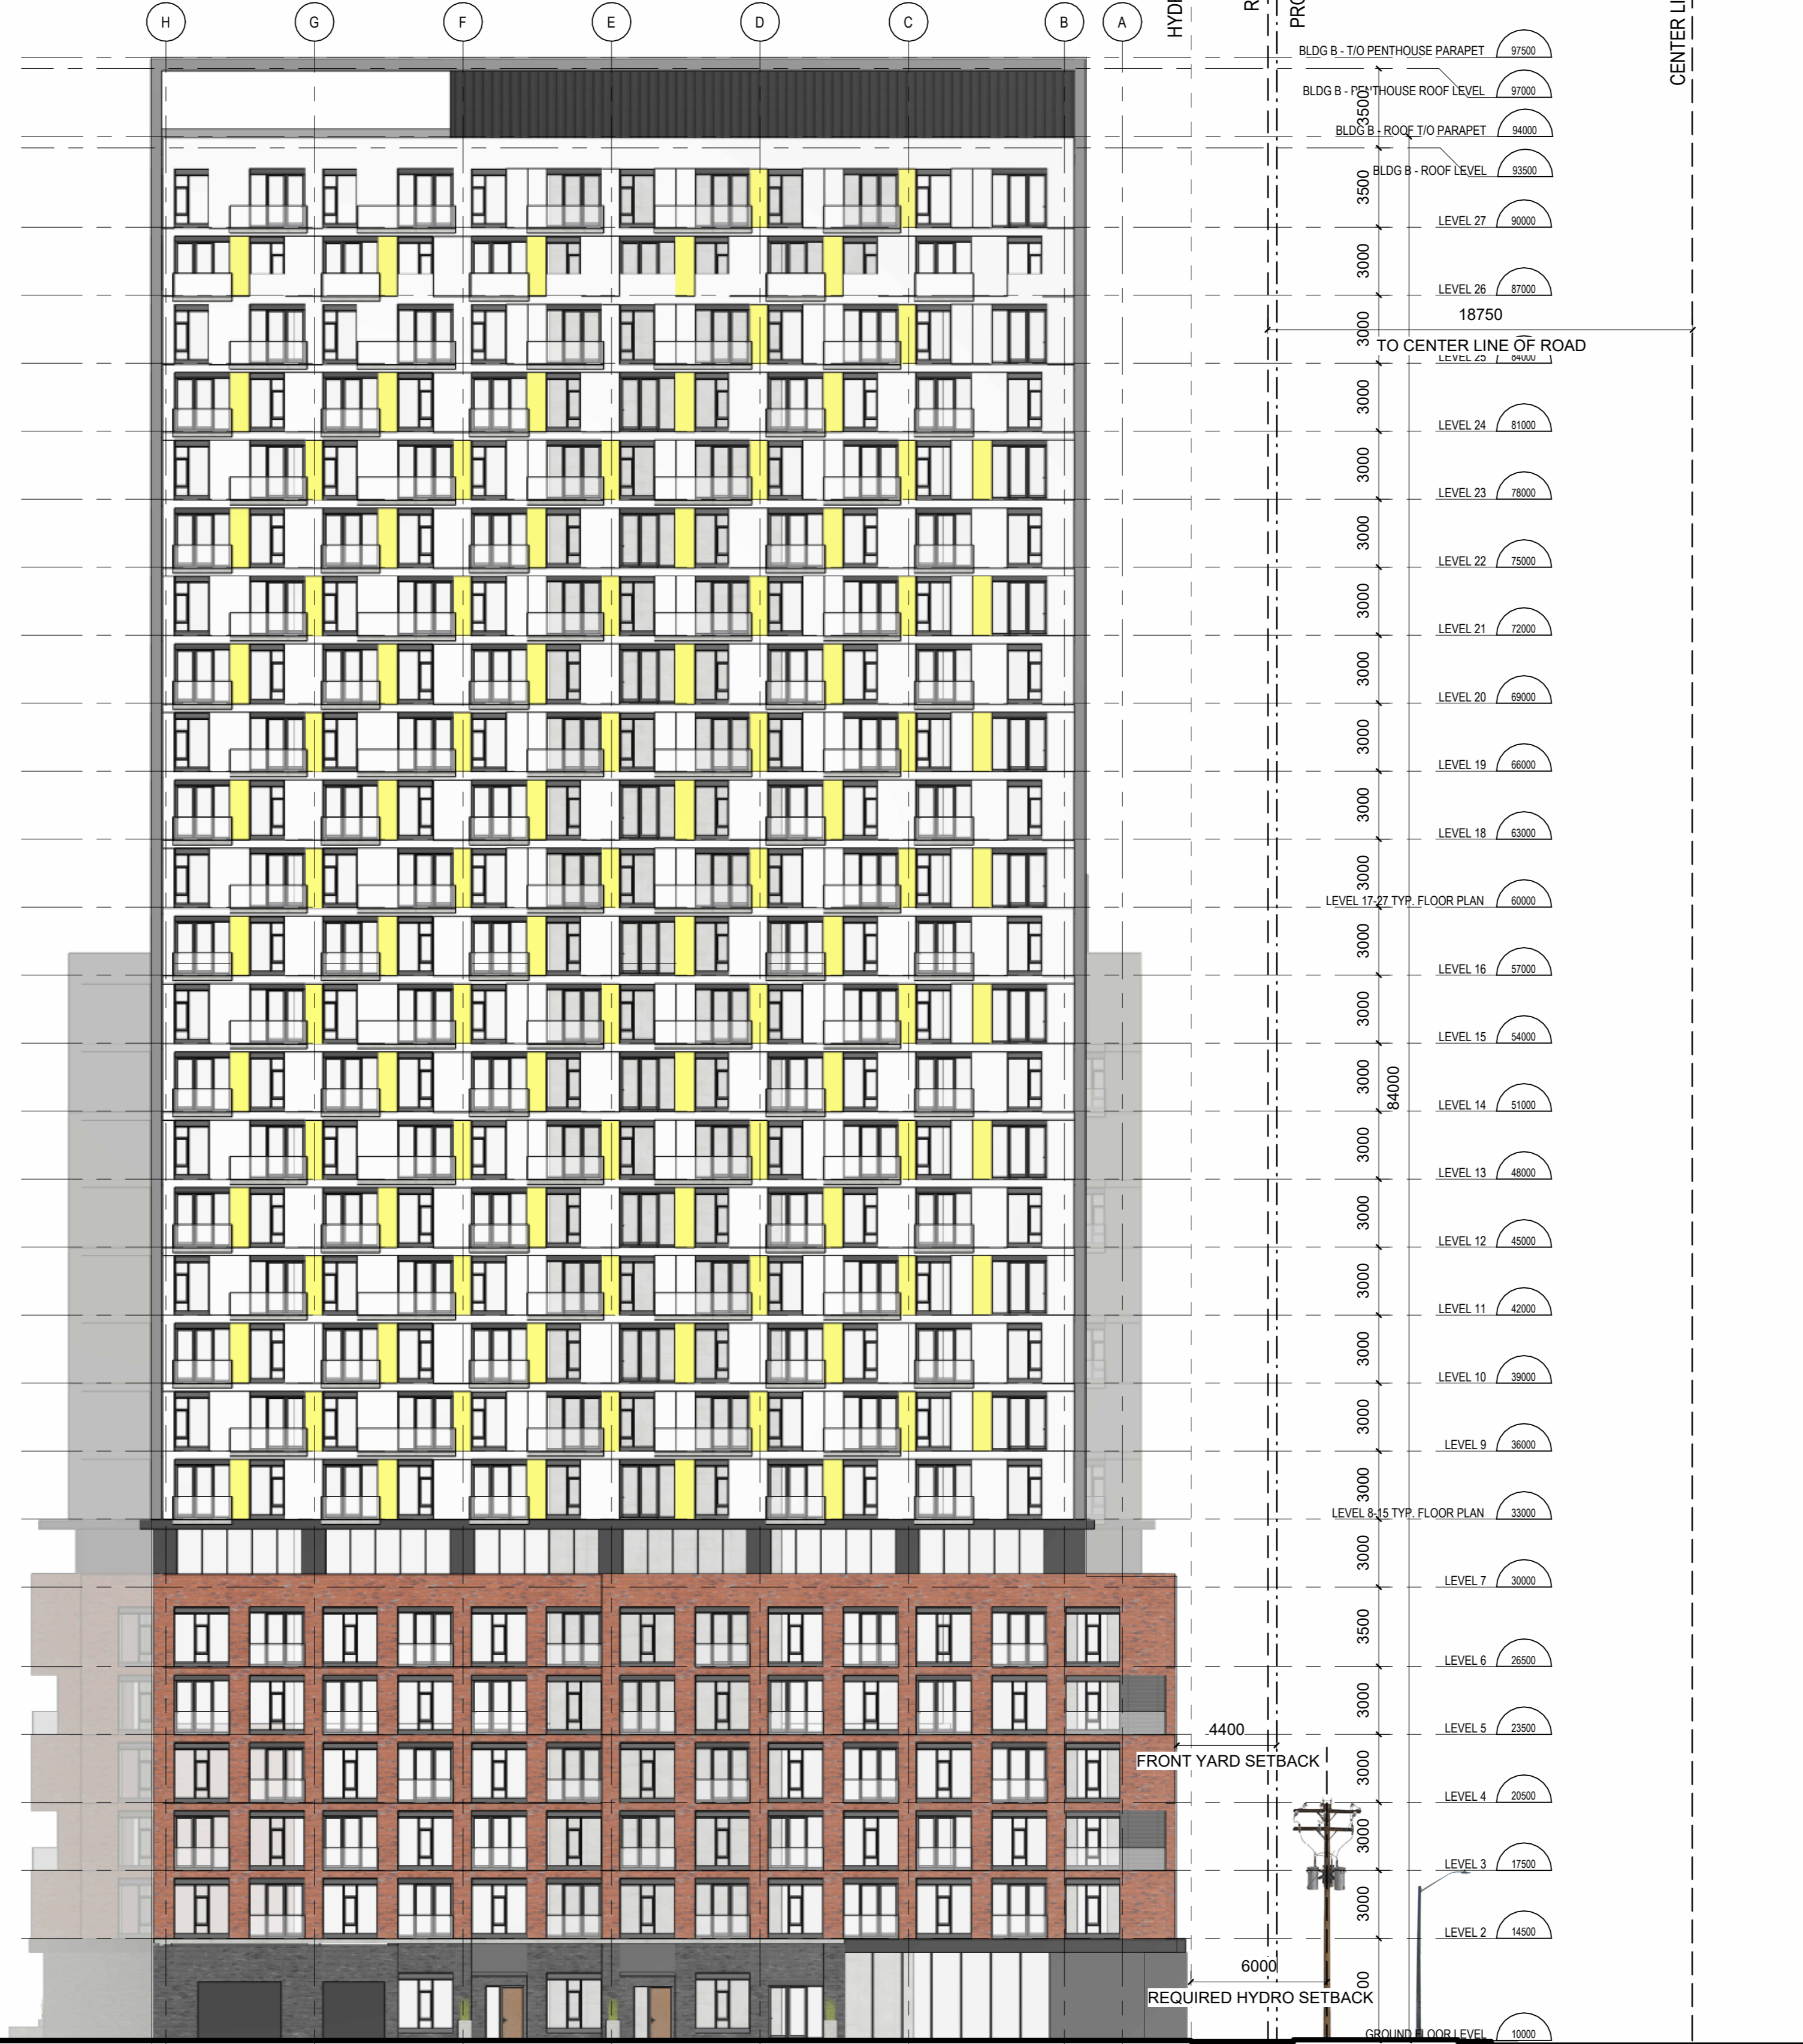 H G F E D C B A
HYD
R
PRO
CENTER LI
BLDG B - T/O PENTHOUSE PARAPET 97500
BLDG B - PENTHOUSE ROOF LEVEL 97000
3500
BLDG B - ROOF T/O PARAPET 94000
BLDG B - ROOF LEVEL 93500
3500
LEVEL 27 90000
3000
LEVEL 26 87000
18750
TO CENTER LINE OF ROAD
3000
LEVEL 25 84000
3000
LEVEL 24 81000
3000
LEVEL 23 78000
3000
LEVEL 22 75000
3000
LEVEL 21 72000
3000
LEVEL 20 69000
3000
LEVEL 19 66000
3000
LEVEL 18 63000
3000
LEVEL 17-27 TYP. FLOOR PLAN 60000
3000
LEVEL 16 57000
3000
LEVEL 15 54000
3000
84000
LEVEL 14 51000
3000
LEVEL 13 48000
3000
LEVEL 12 45000
3000
LEVEL 11 42000
3000
LEVEL 10 39000
3000
LEVEL 9 36000
3000
LEVEL 8-15 TYP. FLOOR PLAN 33000
3000
LEVEL 7 30000
3500
LEVEL 6 26500
3000
LEVEL 5 23500
4400
FRONT YARD SETBACK
3000
LEVEL 4 20500
3000
LEVEL 3 17500
3000
LEVEL 2 14500
6000
REQUIRED HYDRO SETBACK
GROUND FLOOR LEVEL 10000